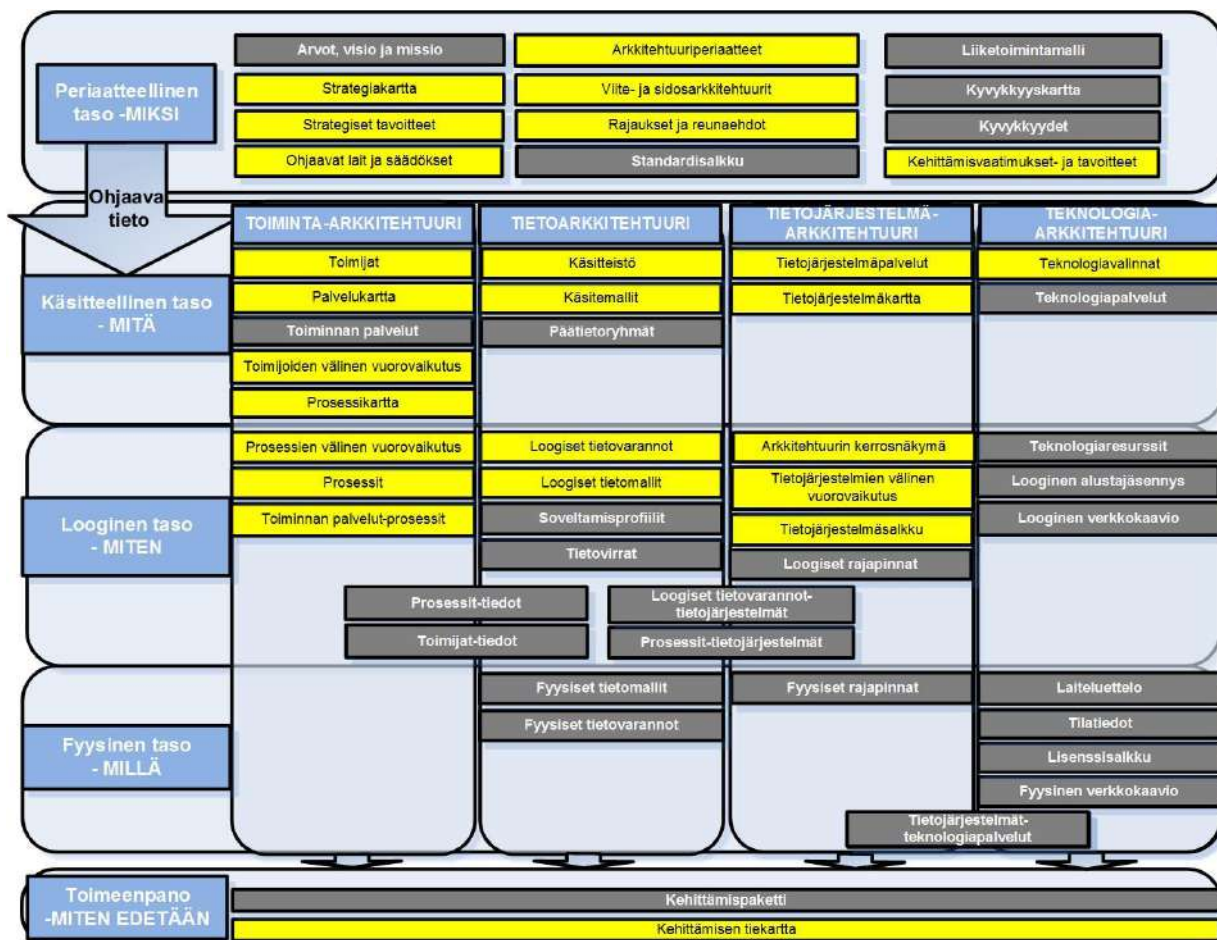 Periaatteellinen
taso -MIKSI
Arvot, visio ja missio
Strategiakartta
Strategiset tavoitteet
Ohjaavat lait ja säädökset
Arkkitehtuuriperiaatteet
Viite- ja sidosarkkitehtuurit
Rajaukset ja reunaehdot
Standardisalkku
Liiketoimintamalli
Kyvykkyyskartta
Kyvykkyydet
Kehittämisvaatimukset- ja tavoitteet
Ohjaava
tieto
TOIMINTA-ARKKITEHTUURI
TIETOARKKITEHTUURI
TIETOJÄRJESTELMÄ-
ARKKITEHTUURI
TEKNOLOGIA-
ARKKITEHTUURI
Käsitteellinen taso
- MITÄ
Toimijat
Palvelukartta
Toiminnan palvelut
Toimijoiden välinen vuorovaikutus
Prosessikartta
Käsitteistö
Käsitemallit
Päätietoryhmät
Tietojärjestelmäpalvelut
Tietojärjestelmäkartta
Teknologiavalinnat
Teknologiapalvelut
Looginen taso
- MITEN
Prosessien välinen vuorovaikutus
Prosessit
Toiminnan palvelut-prosessit
Loogiset tietovarannot
Loogiset tietomallit
Soveltamisprofiilit
Tietovirrat
Arkkitehtuurin kerrosnäkymä
Tietojärjestelmien välinen
vuorovaikutus
Tietojärjestelmäsalkku
Loogiset rajapinnat
Teknologiaresurssit
Looginen alustajäsennys
Looginen verkkokaavio
Prosessit-tiedot
Toimijat-tiedot
Loogiset tietovarannot-
tietojärjestelmät
Prosessit-tietojärjestelmät
Fyysinen taso
- MILLÄ
Fyysiset tietomallit
Fyysiset tietovarannot
Fyysiset rajapinnat
Laiteluettelo
Tilatiedot
Lisenssisalkku
Fyysinen verkkokaavio
Tietojärjestelmät-
teknologiapalvelut
Toimeenpano
-MITEN EDETÄÄN
Kehittämispaketti
Kehittämisen tiekartta